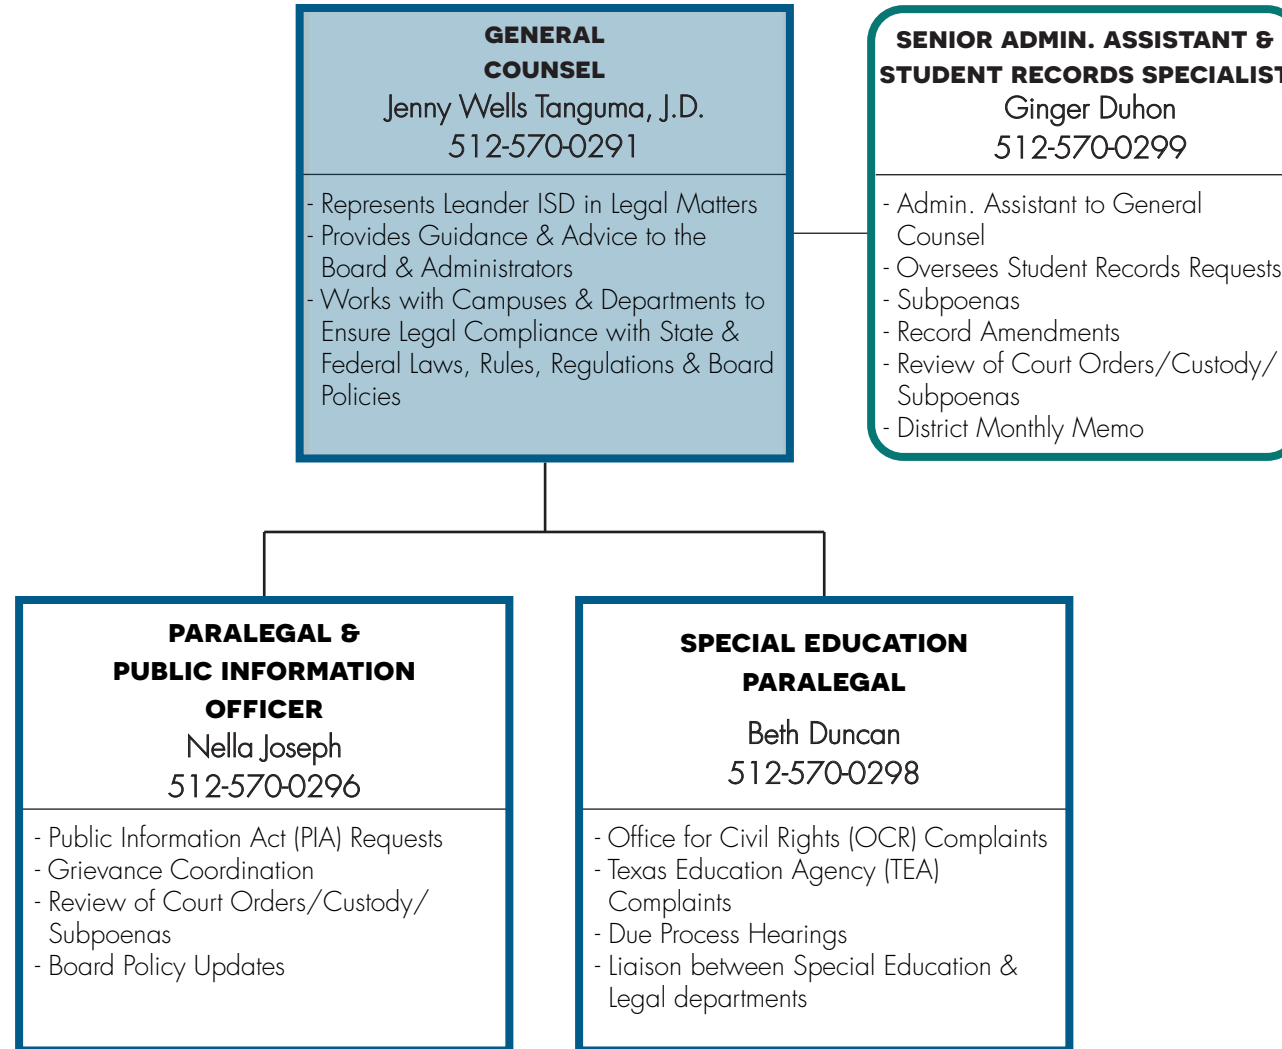 GENERAL
COUNSEL
Jenny Wells Tanguma, J.D.
512-570-0291
- Represents Leander ISD in Legal Matters
- Provides Guidance & Advice to the
Board & Administrators
- Works with Campuses & Departments to
Ensure Legal Compliance with State &
Federal Laws, Rules, Regulations & Board
Policies
SENIOR ADMIN. ASSISTANT &
STUDENT RECORDS SPECIALIST
Ginger Duhon
512-570-0299
- Admin. Assistant to General
Counsel
- Oversees Student Records Requests
- Subpoenas
- Record Amendments
- Review of Court Orders/Custody/
Subpoenas
- District Monthly Memo
PARALEGAL &
PUBLIC INFORMATION
OFFICER
Nella Joseph
512-570-0296
- Public Information Act (PIA) Requests
- Grievance Coordination
- Review of Court Orders/Custody/
Subpoenas
- Board Policy Updates
SPECIAL EDUCATION
PARALEGAL
Beth Duncan
512-570-0298
- Office for Civil Rights (OCR) Complaints
- Texas Education Agency (TEA)
Complaints
- Due Process Hearings
- Liaison between Special Education &
Legal departments